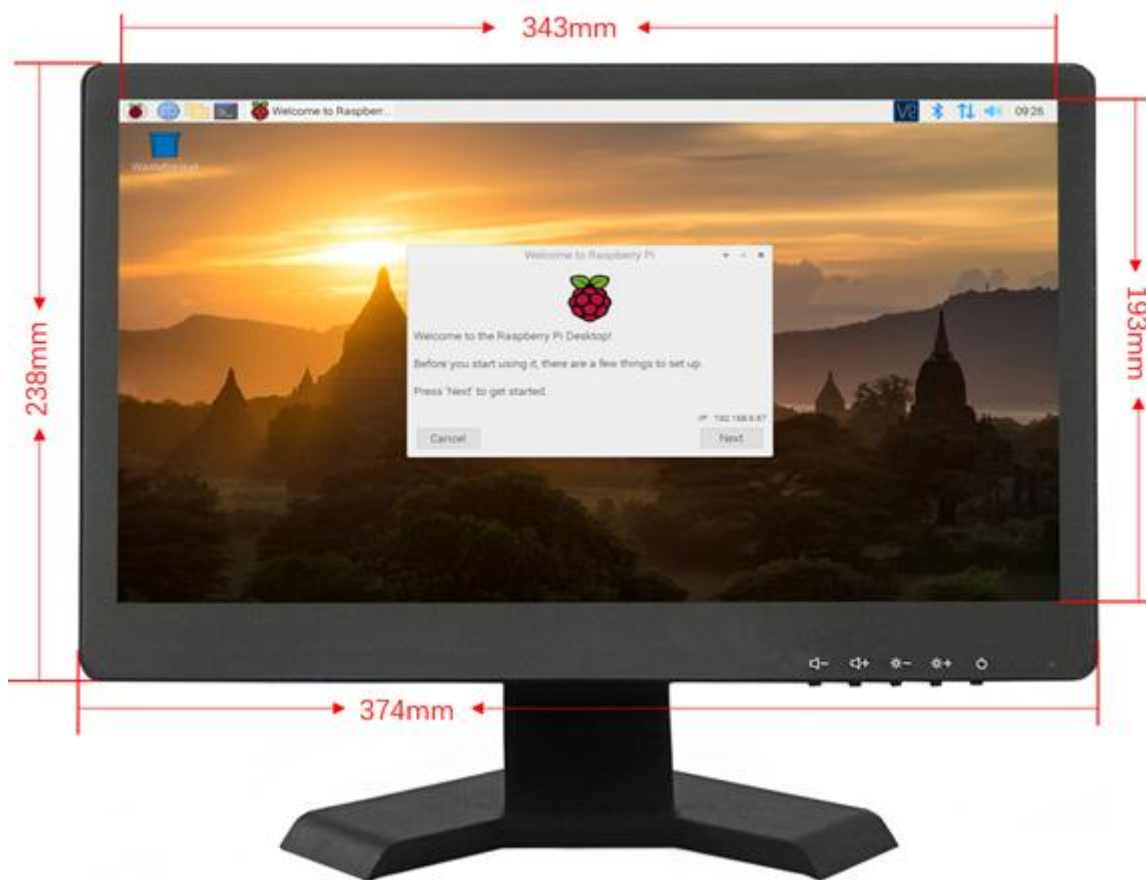 343mm
Welcome to Raspberr...
V2
09:26
Wastebasket
Welcome to Raspberry Pi
Welcome to the Raspberry Pi Desktop!
Before you start using it, there are a few things to set up.
Press 'Next' to get started.
Cancel
Next
238mm
193mm
374mm